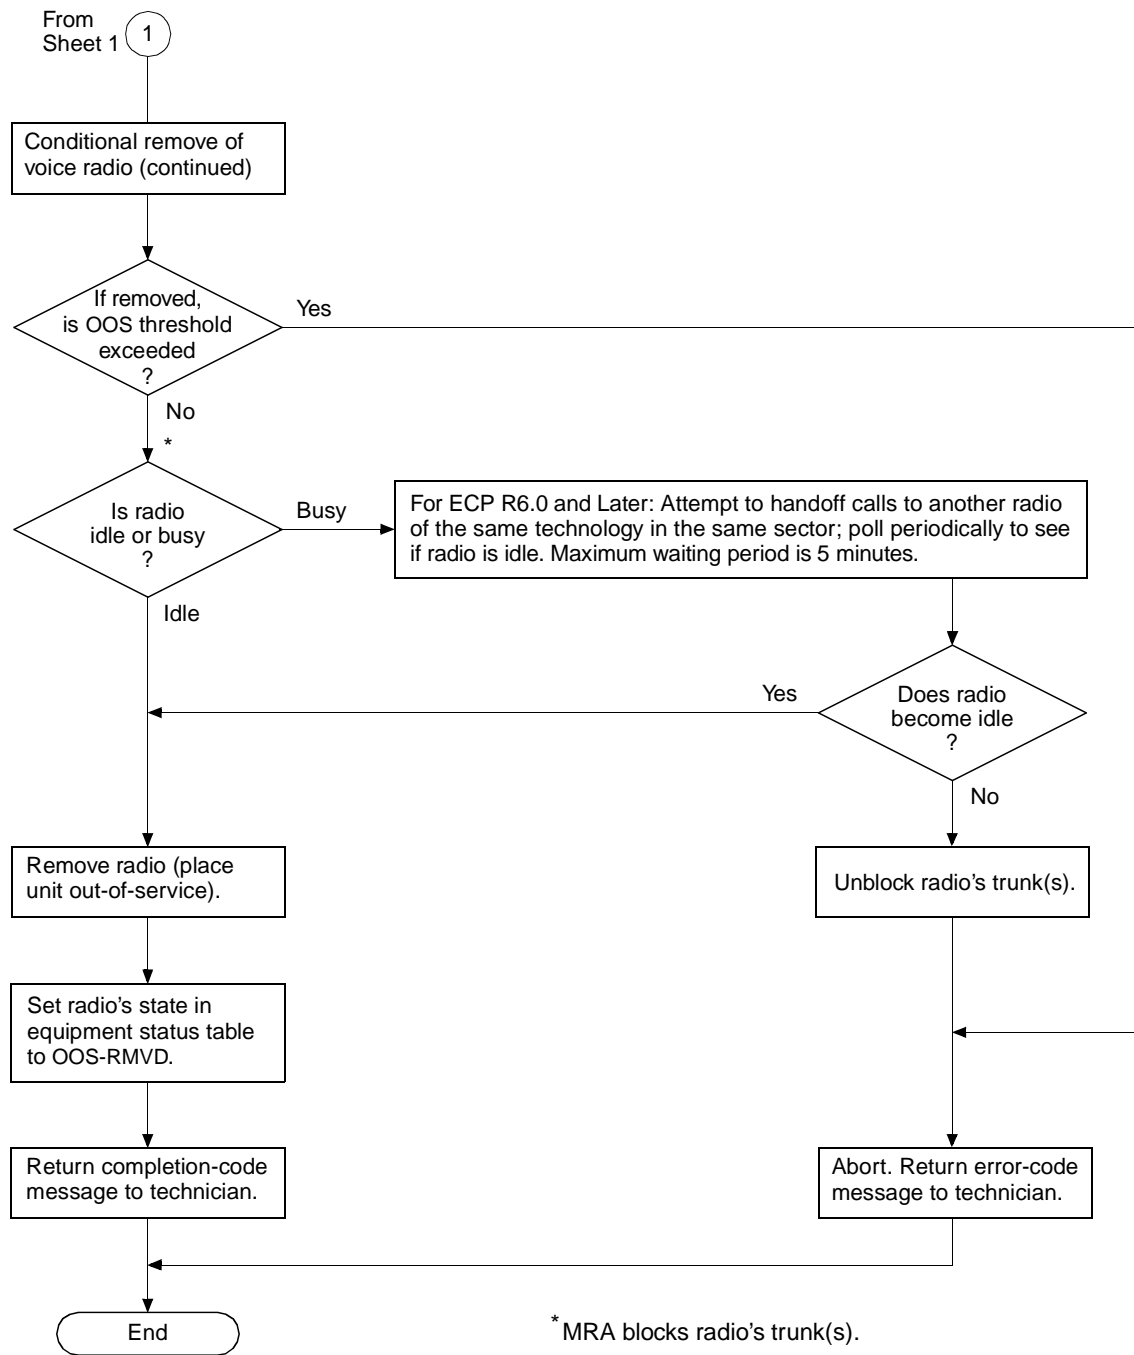 From
Sheet 1
1
Conditional remove of
voice radio (continued)
If removed,
is OOS threshold
exceeded
?
Yes
No
*
Is radio
idle or busy
?
Busy
For ECP R6.0 and Later: Attempt to handoff calls to another radio
of the same technology in the same sector; poll periodically to see
if radio is idle. Maximum waiting period is 5 minutes.
Idle
Yes
Does radio
become idle
?
No
Remove radio (place
unit out-of-service).
Unblock radio's trunk(s).
Set radio's state in
equipment status table
to OOS-RMVD.
Return completion-code
message to technician.
Abort. Return error-code
message to technician.
End
*MRA blocks radio's trunk(s).